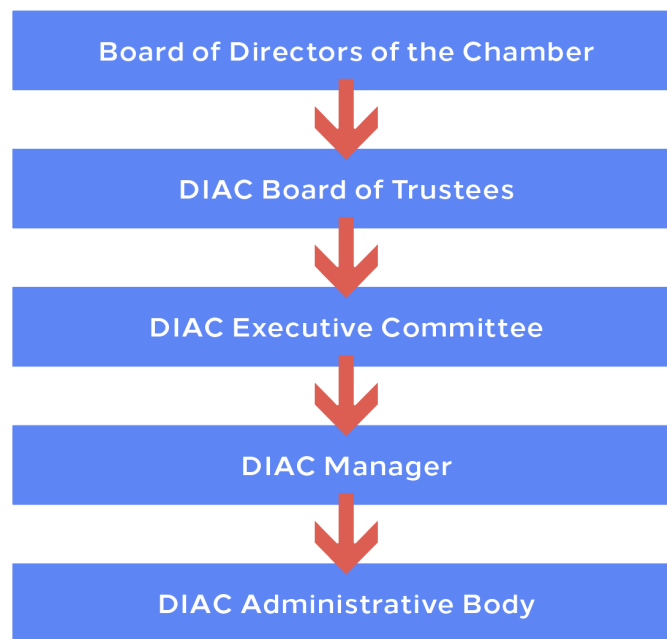 Board of Directors of the Chamber
DIAC Board of Trustees
DIAC Executive Committee
DIAC Manager
DIAC Administrative Body